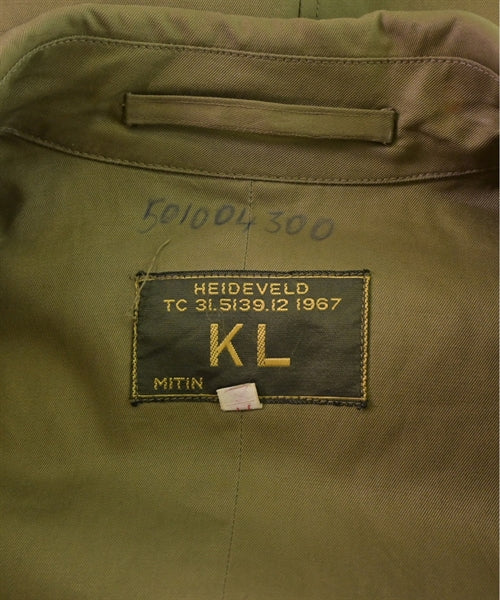 501004300
HEIDEVELD
TC 31.5139.12 1967
KL
MITIN